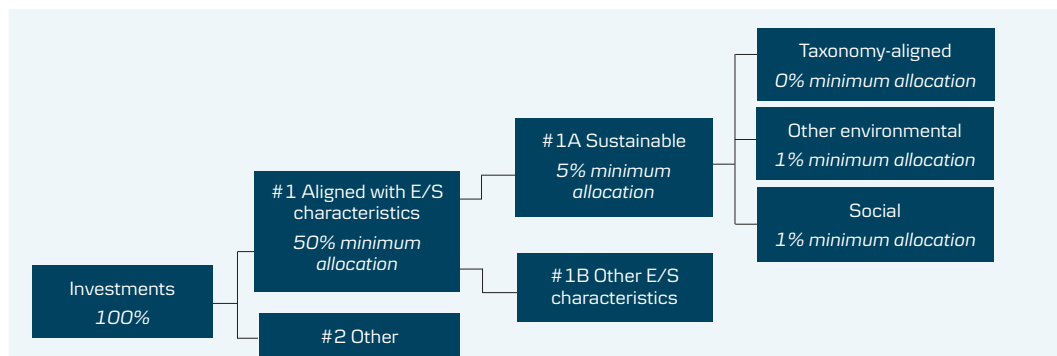 Investments
100%
#1 Aligned with E/S
characteristics
50% minimum
allocation
#2 Other
#1A Sustainable
5% minimum
allocation
#1B Other E/S
characteristics
Taxonomy-aligned
0% minimum allocation
Other environmental
1% minimum allocation
Social
1% minimum allocation